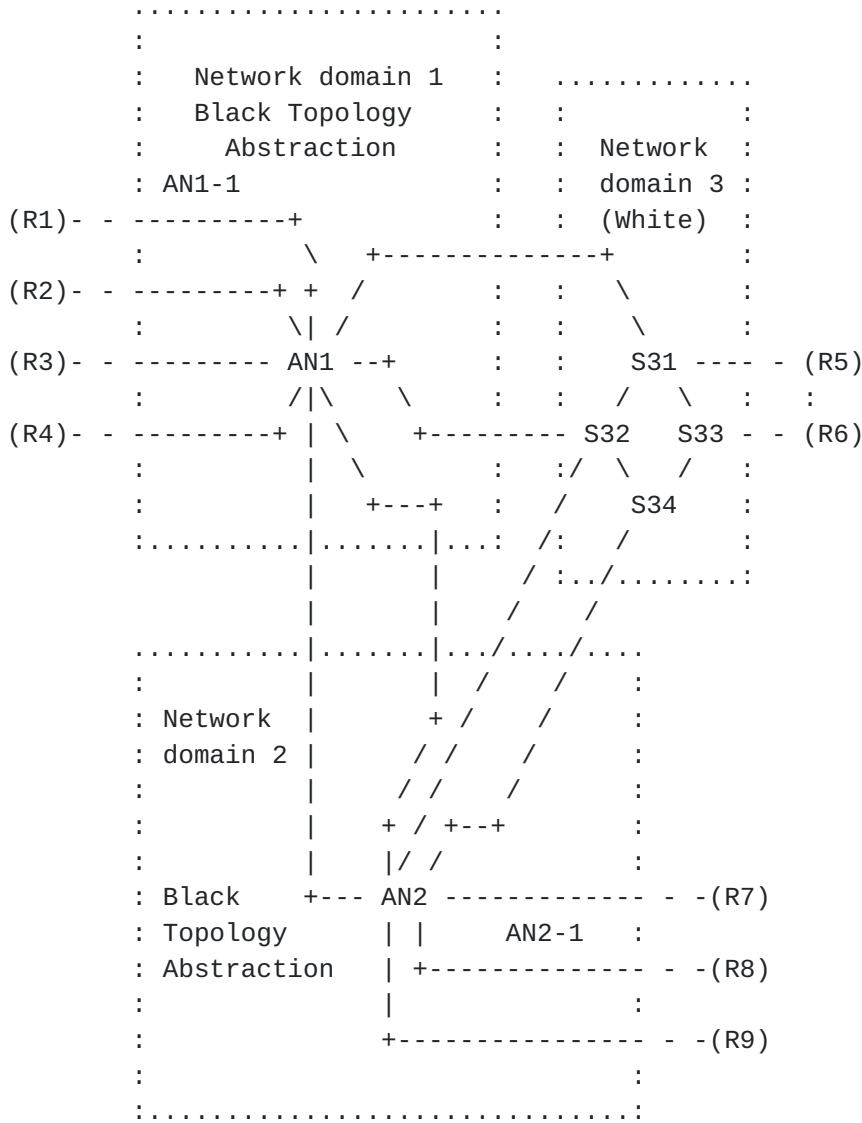 Network domain 1
Black Topology
Abstraction Network
AN1-1 domain 3
(R1) (White)
(R2)
(R3) AN1 S31 (R5)
(R4) S32 S33 (R6)
S34
Network
domain 2
Black AN2 (R7)
Topology AN2-1
Abstraction (R8)
(R9)